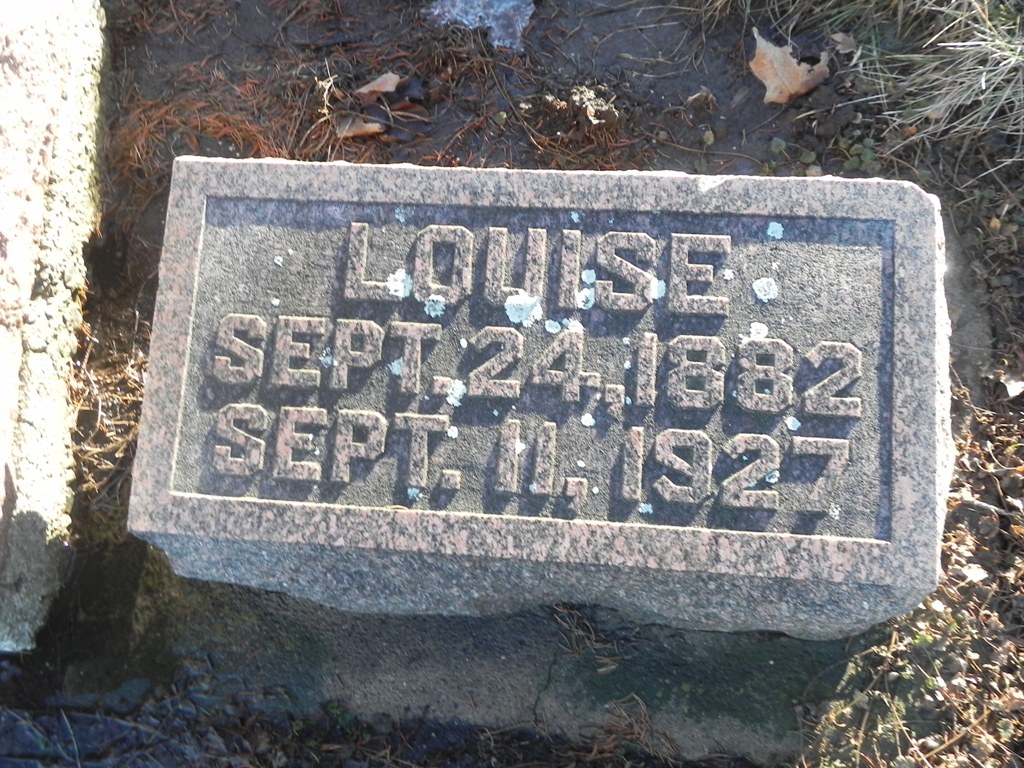 LOUISE
SEPT. 24, 1882
SEPT. 11, 1927